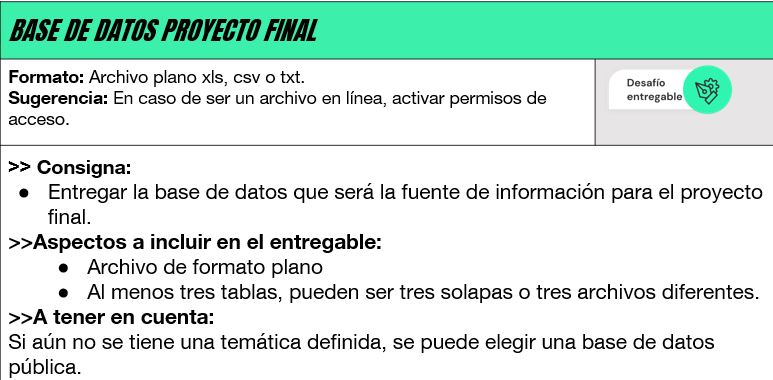 BASE DE DATOS PROYECTO FINAL
Formato: Archivo plano xls, csv o txt.
Sugerencia: En caso de ser un archivo en línea, activar permisos de
acceso.
Desafío
entregable
>> Consigna:
● Entregar la base de datos que será la fuente de información para el proyecto
final.
>>Aspectos a incluir en el entregable:
● Archivo de formato plano
● Al menos tres tablas, pueden ser tres solapas o tres archivos diferentes.
>>A tener en cuenta:
Si aún no se tiene una temática definida, se puede elegir una base de datos
pública.